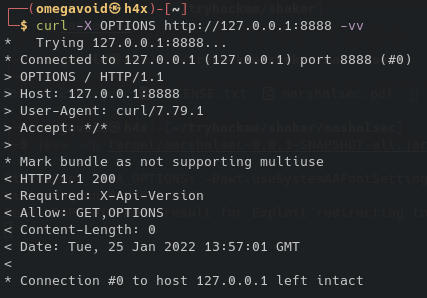 ┌──(omegavoid㉿h4x)-[~]
└─$ curl -X OPTIONS http://127.0.0.1:8888 -vv
*   Trying 127.0.0.1:8888...
* Connected to 127.0.0.1 (127.0.0.1) port 8888 (#0)
> OPTIONS / HTTP/1.1
> Host: 127.0.0.1:8888
> User-Agent: curl/7.79.1
> Accept: */*
>
* Mark bundle as not supporting multiuse
< HTTP/1.1 200
< Required: X-Api-Version
< Allow: GET,OPTIONS
< Content-Length: 0
< Date: Tue, 25 Jan 2022 13:57:01 GMT
<
* Connection #0 to host 127.0.0.1 left intact